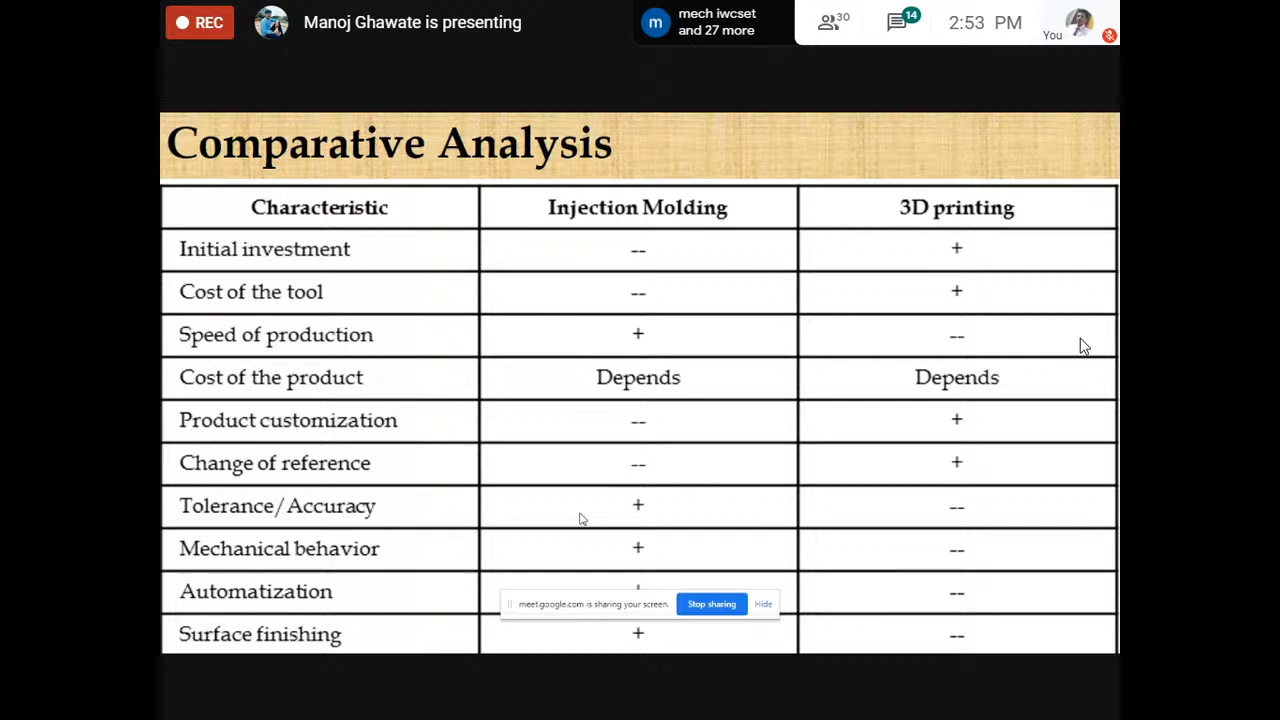 REC
Manoj Ghawate is presenting
m
mech iwcset
and 27 more
30
14
2:53 PM
You
Comparative Analysis
Characteristic Injection Molding 3D printing
Initial investment -- +
Cost of the tool -- +
Speed of production + --
Cost of the product Depends Depends
Product customization -- +
Change of reference -- +
Tolerance/Accuracy + --
Mechanical behavior + --
Automatization --
meet.google.com is sharing your screen. Stop sharing Hide
Surface finishing + --